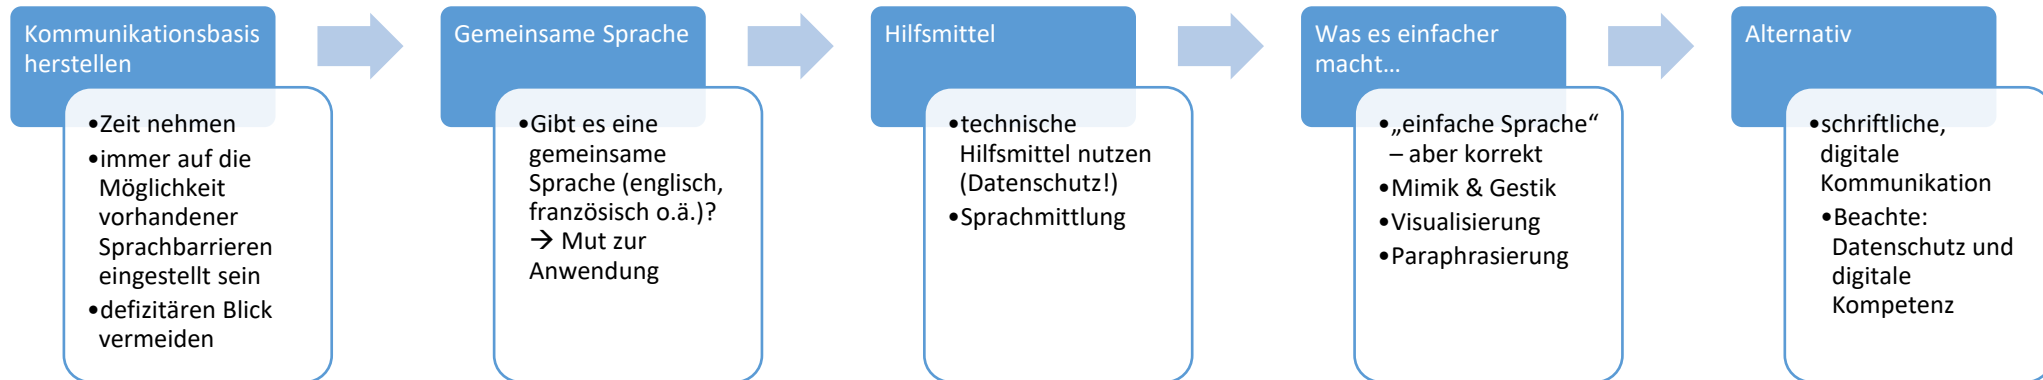 Kommunikationsbasis
herstellen
•Zeit nehmen
•immer auf die
Möglichkeit
vorhandener
Sprachbarrieren
eingestellt sein
•defizitären Blick
vermeiden
Gemeinsame Sprache
•Gibt es eine
gemeinsame
Sprache (englisch,
französisch o.ä.)?
→ Mut zur
Anwendung
Hilfsmittel
•technische
Hilfsmittel nutzen
(Datenschutz!)
•Sprachmittlung
Was es einfacher
macht…
•„einfache Sprache“
– aber korrekt
•Mimik & Gestik
•Visualisierung
•Paraphrasierung
Alternativ
•schriftliche,
digitale
Kommunikation
•Beachte:
Datenschutz und
digitale
Kompetenz